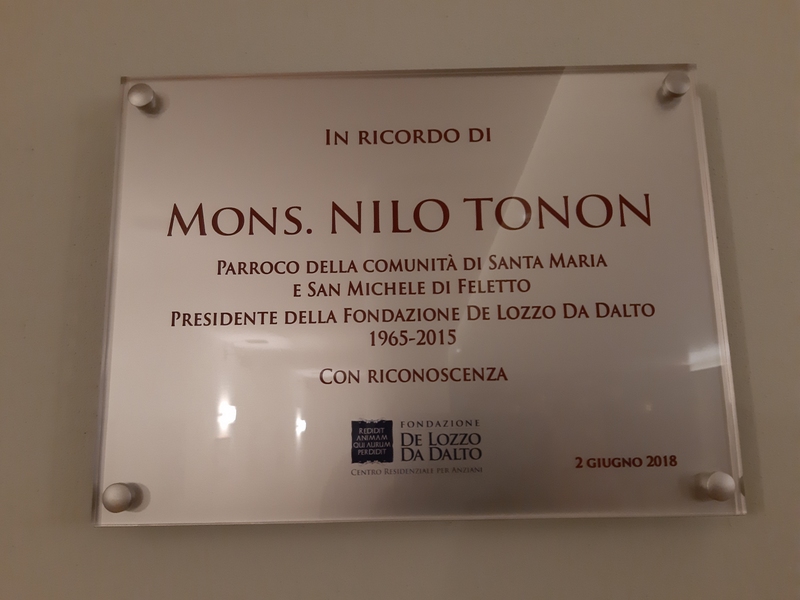 IN RICORDO DI
MONS. NILO TONON
PARROCO DELLA COMUNITÀ DI SANTA MARIA
E SAN MICHELE DI FELETTO
PRESIDENTE DELLA FONDAZIONE DE LOZZO DA DALTO
1965-2015
CON RICONOSCENZA
REDIDIT
ANIMAM
QUI AURUM
PERDIDIT
FONDAZIONE
DE LOZZO
DA DALTO
CENTRO RESIDENZIALE PER ANZIANI
2 GIUGNO 2018